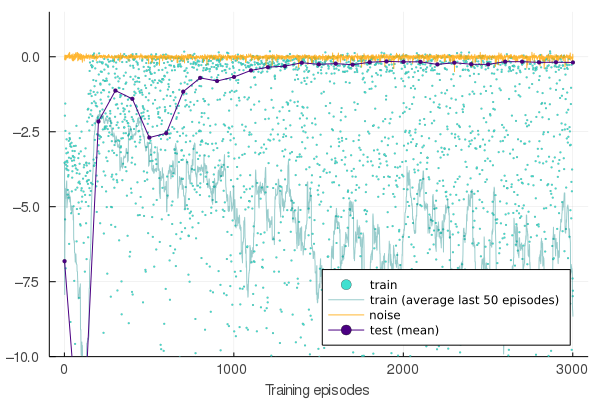 0.0
−2.5
−5.0
−7.5
−10.0
0
1000
2000
3000
Training episodes
train
train (average last 50 episodes)
noise
test (mean)